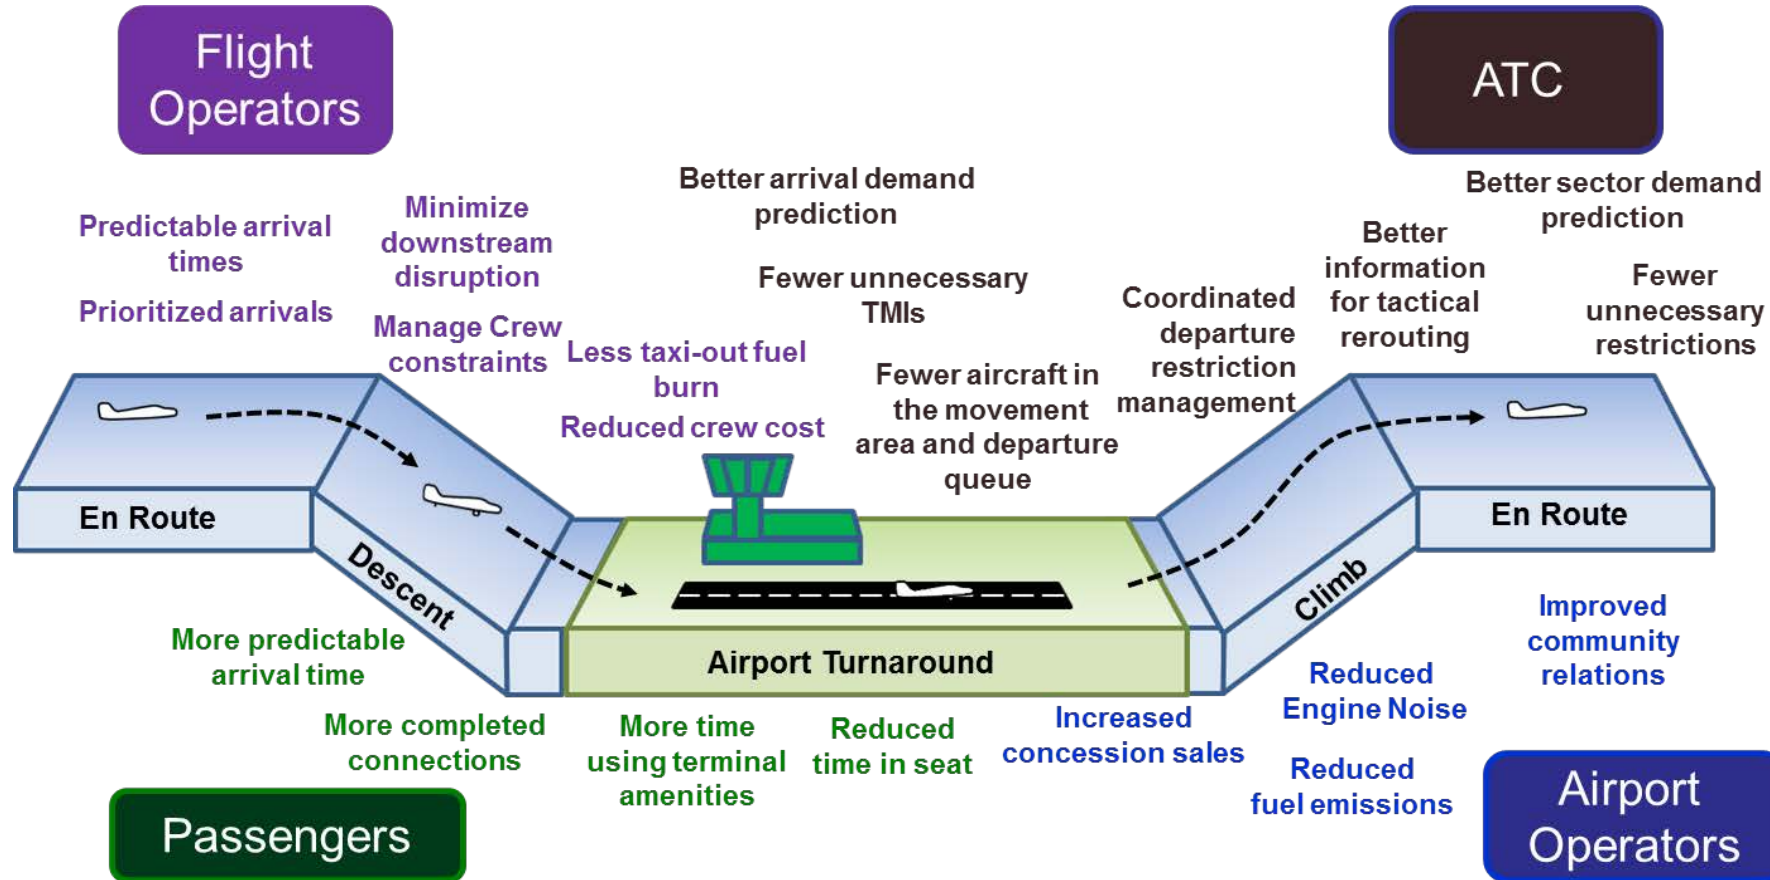 Flight
Operators
ATC
Predictable arrival
times
Prioritized arrivals
Minimize
downstream
disruption
Manage Crew
constraints
Less taxi-out fuel
burn
Reduced crew cost
Better arrival demand
prediction
Fewer unnecessary
TMIs
Fewer aircraft in
the movement
area and departure
queue
Coordinated
departure
restriction
management
Better
information
for tactical
rerouting
Better sector demand
prediction
Fewer
unnecessary
restrictions
En Route
Descent
Airport Turnaround
Climb
En Route
More predictable
arrival time
More completed
connections
More time
using terminal
amenities
Reduced
time in seat
Increased
concession sales
Reduced
Engine Noise
Reduced
fuel emissions
Improved
community
relations
Passengers
Airport
Operators